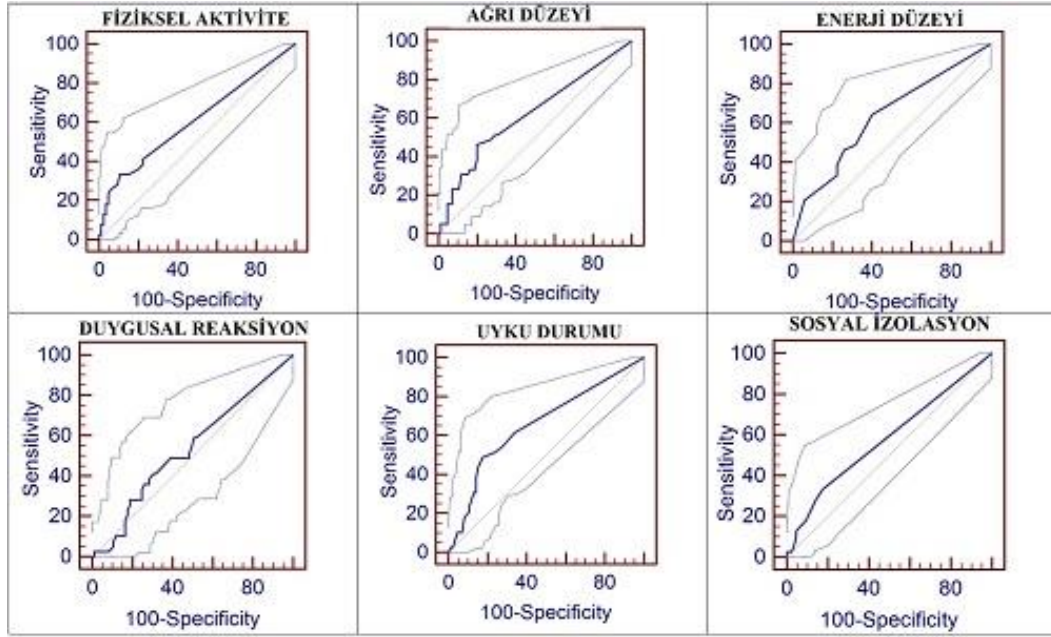 FİZİKSEL AKTİVİTE
Sensitivity
100
80
60
40
20
0
0 40 80
100-Specificity
AĞRI DÜZEYİ
Sensitivity
100
80
60
40
20
0
0 40 80
100-Specificity
ENERJİ DÜZEYİ
Sensitivity
100
80
60
40
20
0
0 40 80
100-Specificity
DUYGUSAL REAKSİYON
Sensitivity
100
80
60
40
20
0
0 40 80
100-Specificity
UYKU DURUMU
Sensitivity
100
80
60
40
20
0
0 40 80
100-Specificity
SOSYAL İZOLASYON
Sensitivity
100
80
60
40
20
0
0 40 80
100-Specificity